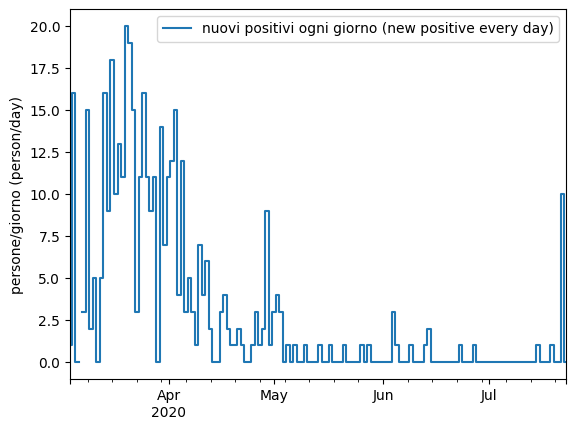 nuovi positivi ogni giorno (new positive every day)
persone/giorno (person/day)
20.0
17.5
15.0
12.5
10.0
7.5
5.0
2.5
0.0
Apr
2020
May
Jun
Jul